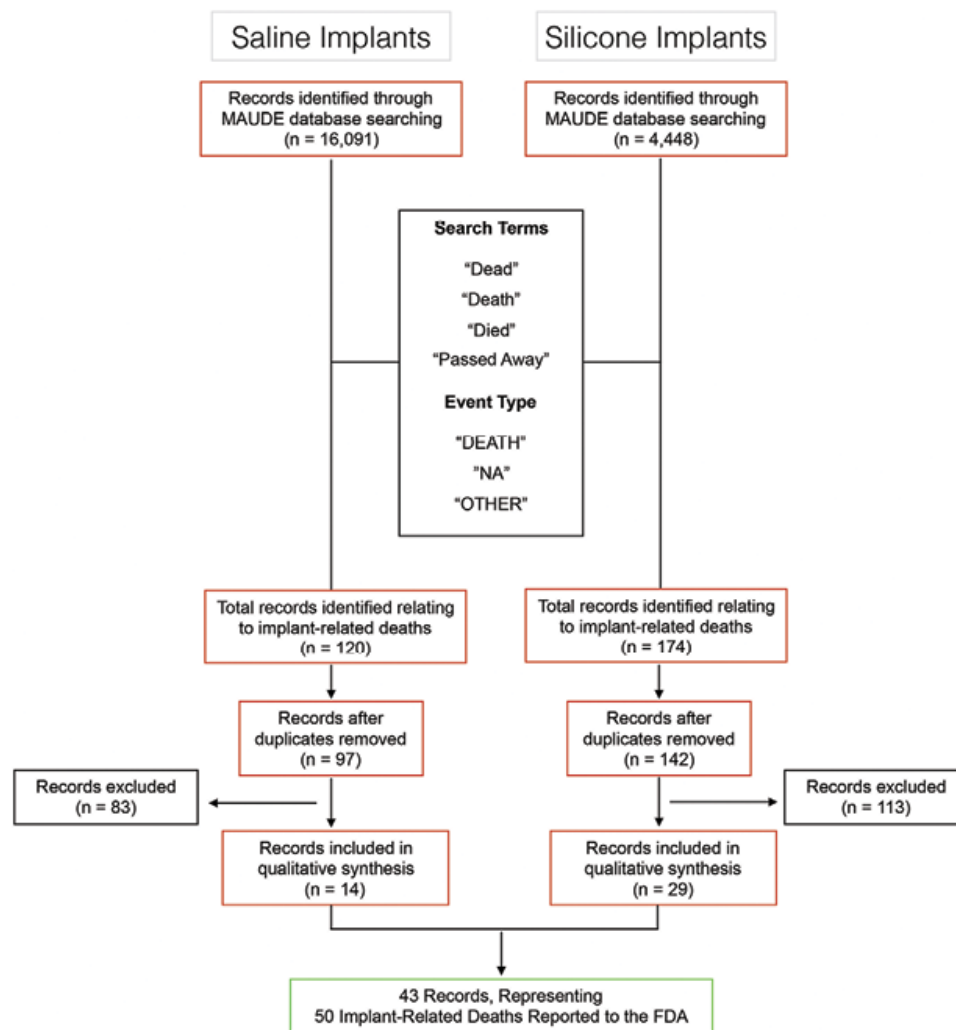 Saline Implants
Silicone Implants
Records identified through
MAUDE database searching
(n = 16,091)
Records identified through
MAUDE database searching
(n = 4,448)
Search Terms
“Dead”
“Death”
“Died”
“Passed Away”
Event Type
“DEATH”
”NA”
“OTHER”
Total records identified relating
to implant-related deaths
(n = 120)
Total records identified relating
to implant-related deaths
(n = 174)
Records after
duplicates removed
(n = 97)
Records after
duplicates removed
(n = 142)
Records excluded
(n = 83)
Records excluded
(n = 113)
Records included in
qualitative synthesis
(n = 14)
Records included in
qualitative synthesis
(n = 29)
43 Records, Representing
50 Implant-Related Deaths Reported to the FDA